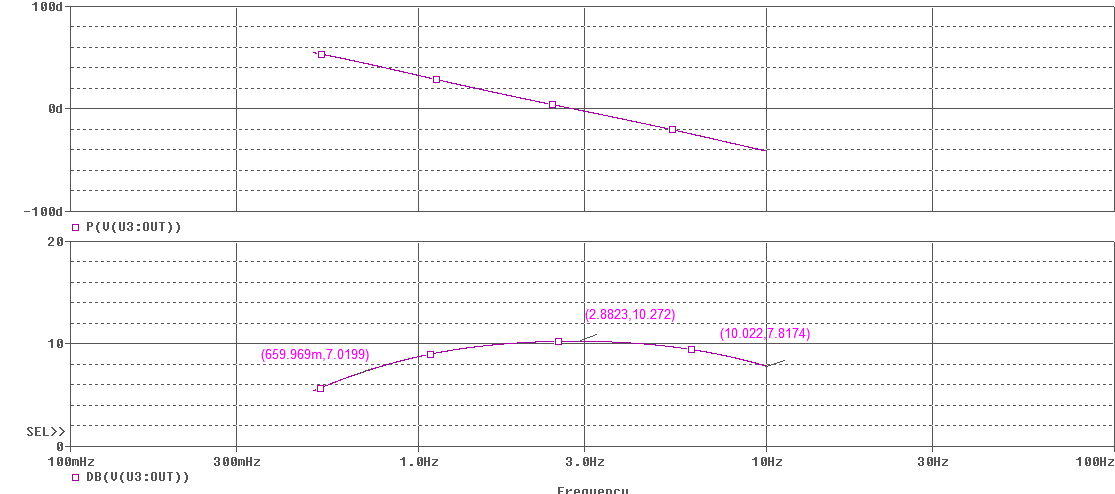 100d
0d
-100d
P(V(U3:OUT))
20
(2.8823,10.272)
(10.022,7.8174)
10
(659.969m,7.0199)
SEL>>
0
100mHz 300mHz 1.0Hz 3.0Hz 10Hz 30Hz 100Hz
DB(V(U3:OUT))
Frequency